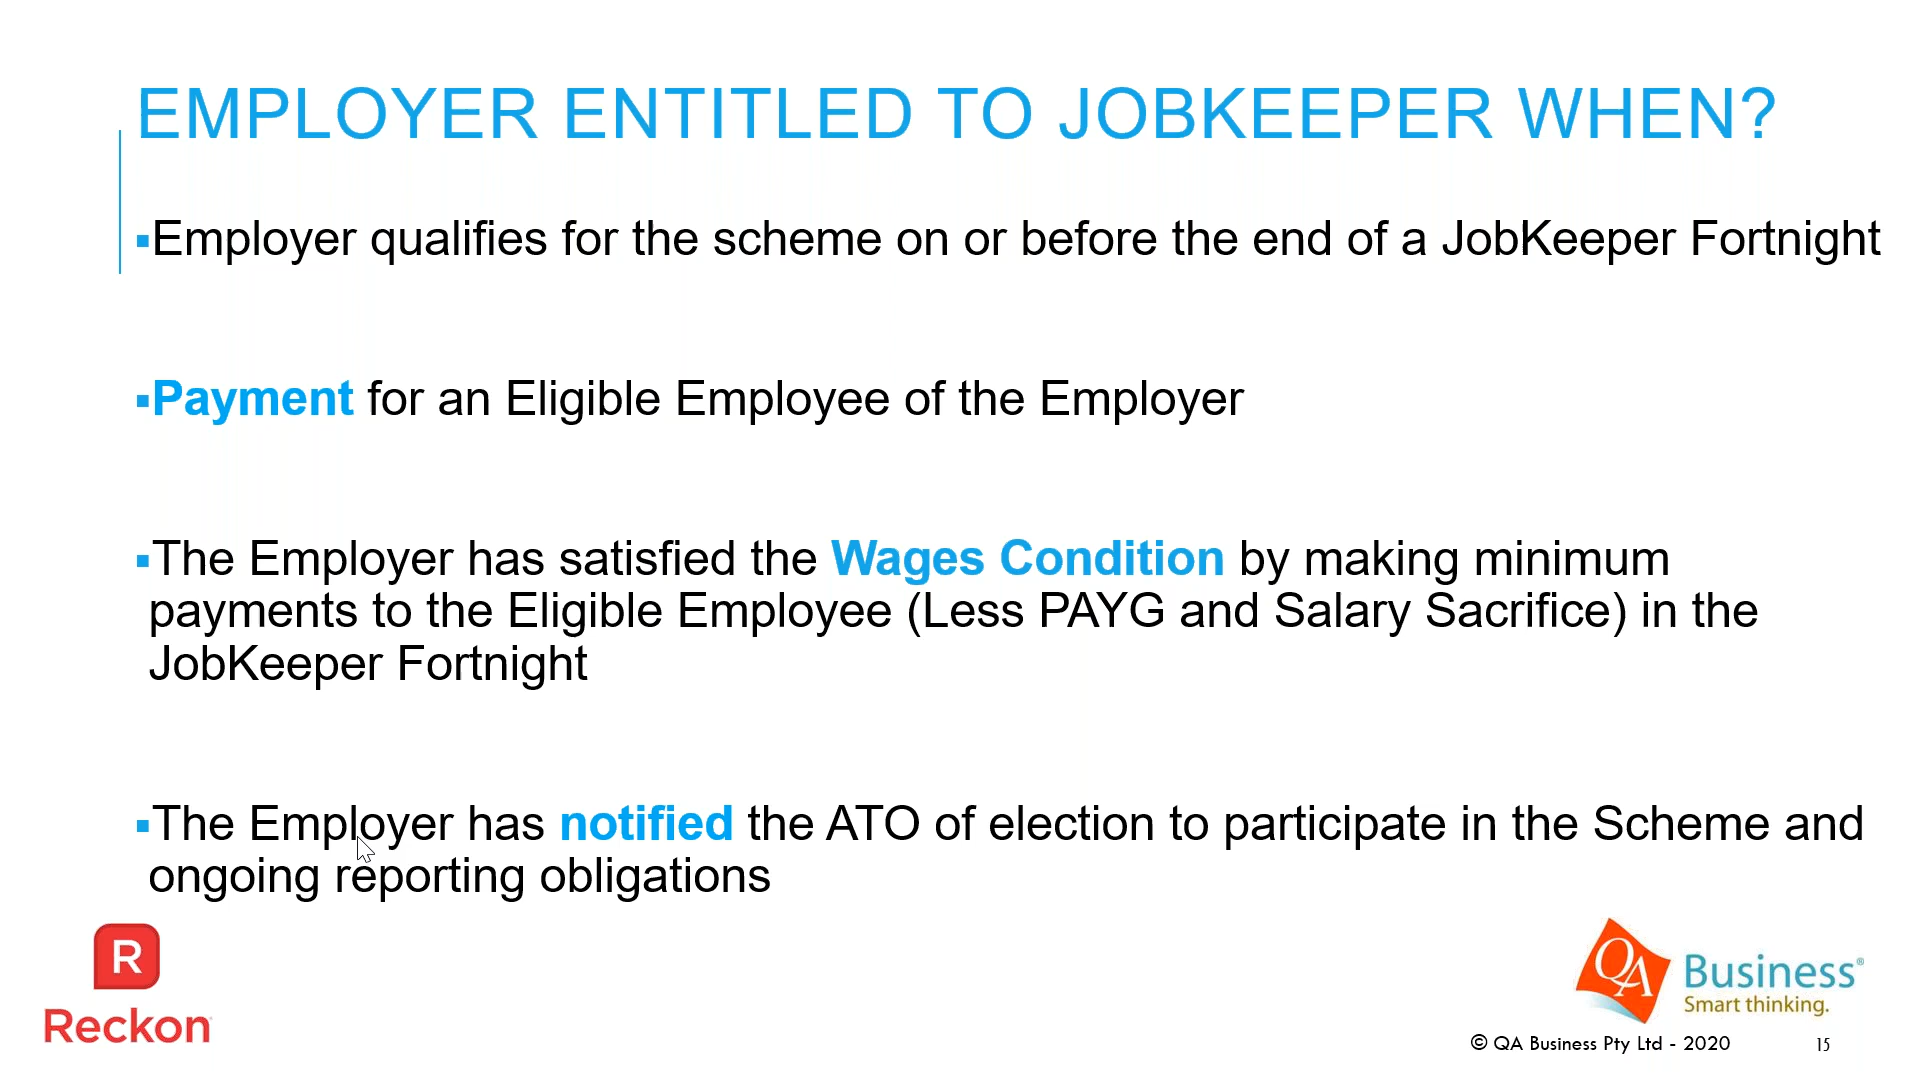 EMPLOYER ENTITLED TO JOBKEEPER WHEN?
▪Employer qualifies for the scheme on or before the end of a JobKeeper Fortnight
▪Payment for an Eligible Employee of the Employer
▪The Employer has satisfied the Wages Condition by making minimum
payments to the Eligible Employee (Less PAYG and Salary Sacrifice) in the
JobKeeper Fortnight
▪The Employer has notified the ATO of election to participate in the Scheme and
ongoing reporting obligations
R
Reckon
QA Business®
Smart thinking.
© QA Business Pty Ltd - 2020
15